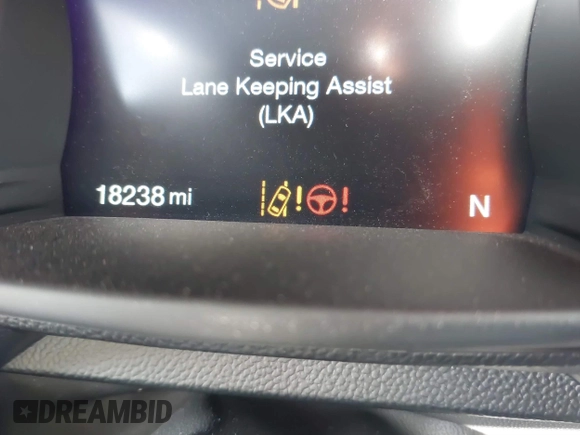 Service
Lane Keeping Assist
(LKA)
18238 mi
! !
N
DREAMBID